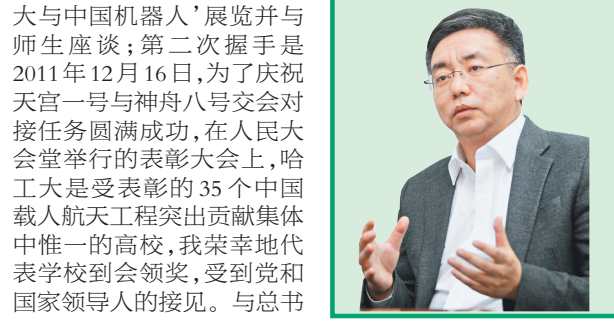 大与中国机器人’展览并与
师生座谈；第二次握手是
2011年12月16日，为了庆祝
天宫一号与神舟八号交会对
接任务圆满成功，在人民大
会堂举行的表彰大会上，哈
工大是受表彰的35个中国
载人航天工程突出贡献集体
中惟一的高校，我荣幸地代
表学校到会领奖，受到党和
国家领导人的接见。与总书